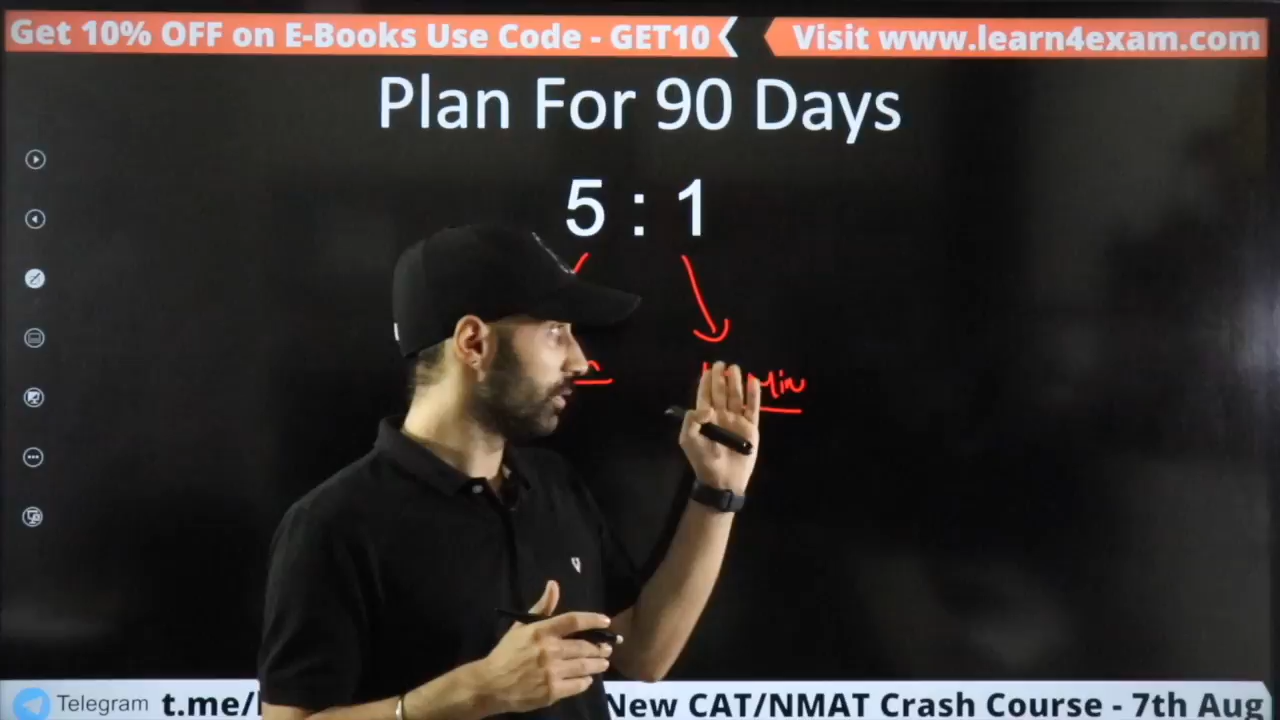 Get 10% OFF on E-Books Use Code - GET10
Visit www.learn4exam.com
Plan For 90 Days
5 : 1
Min
Telegram t.me/
New CAT/NMAT Crash Course - 7th Aug